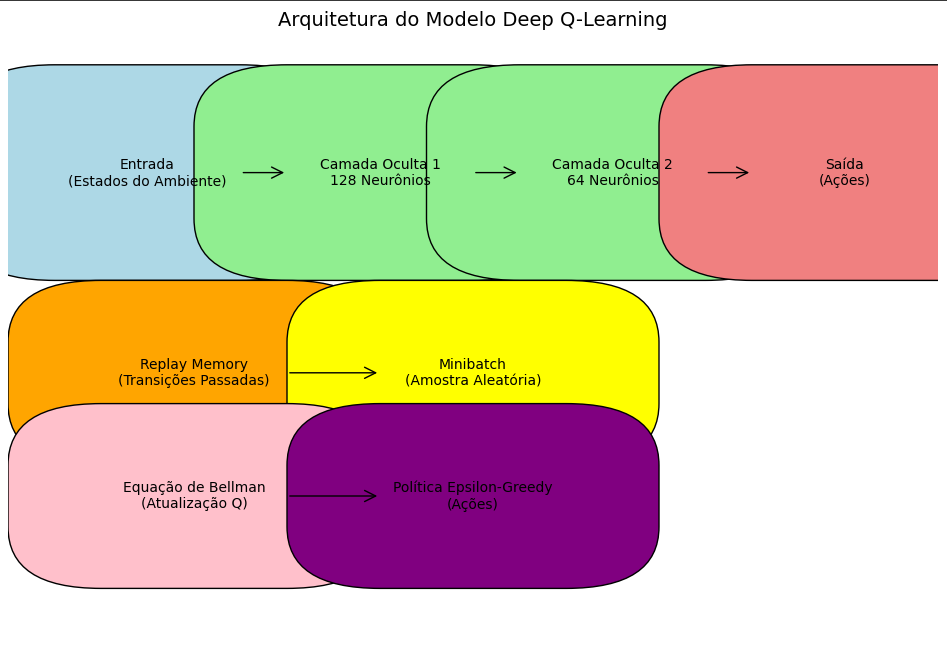 Arquitetura do Modelo Deep Q-Learning
Entrada
(Estados do Ambiente)
Camada Oculta 1
128 Neurônios
Camada Oculta 2
64 Neurônios
Saída
(Ações)
Replay Memory
(Transições Passadas)
Minibatch
(Amostra Aleatória)
Equação de Bellman
(Atualização Q)
Política Epsilon-Greedy
(Ações)